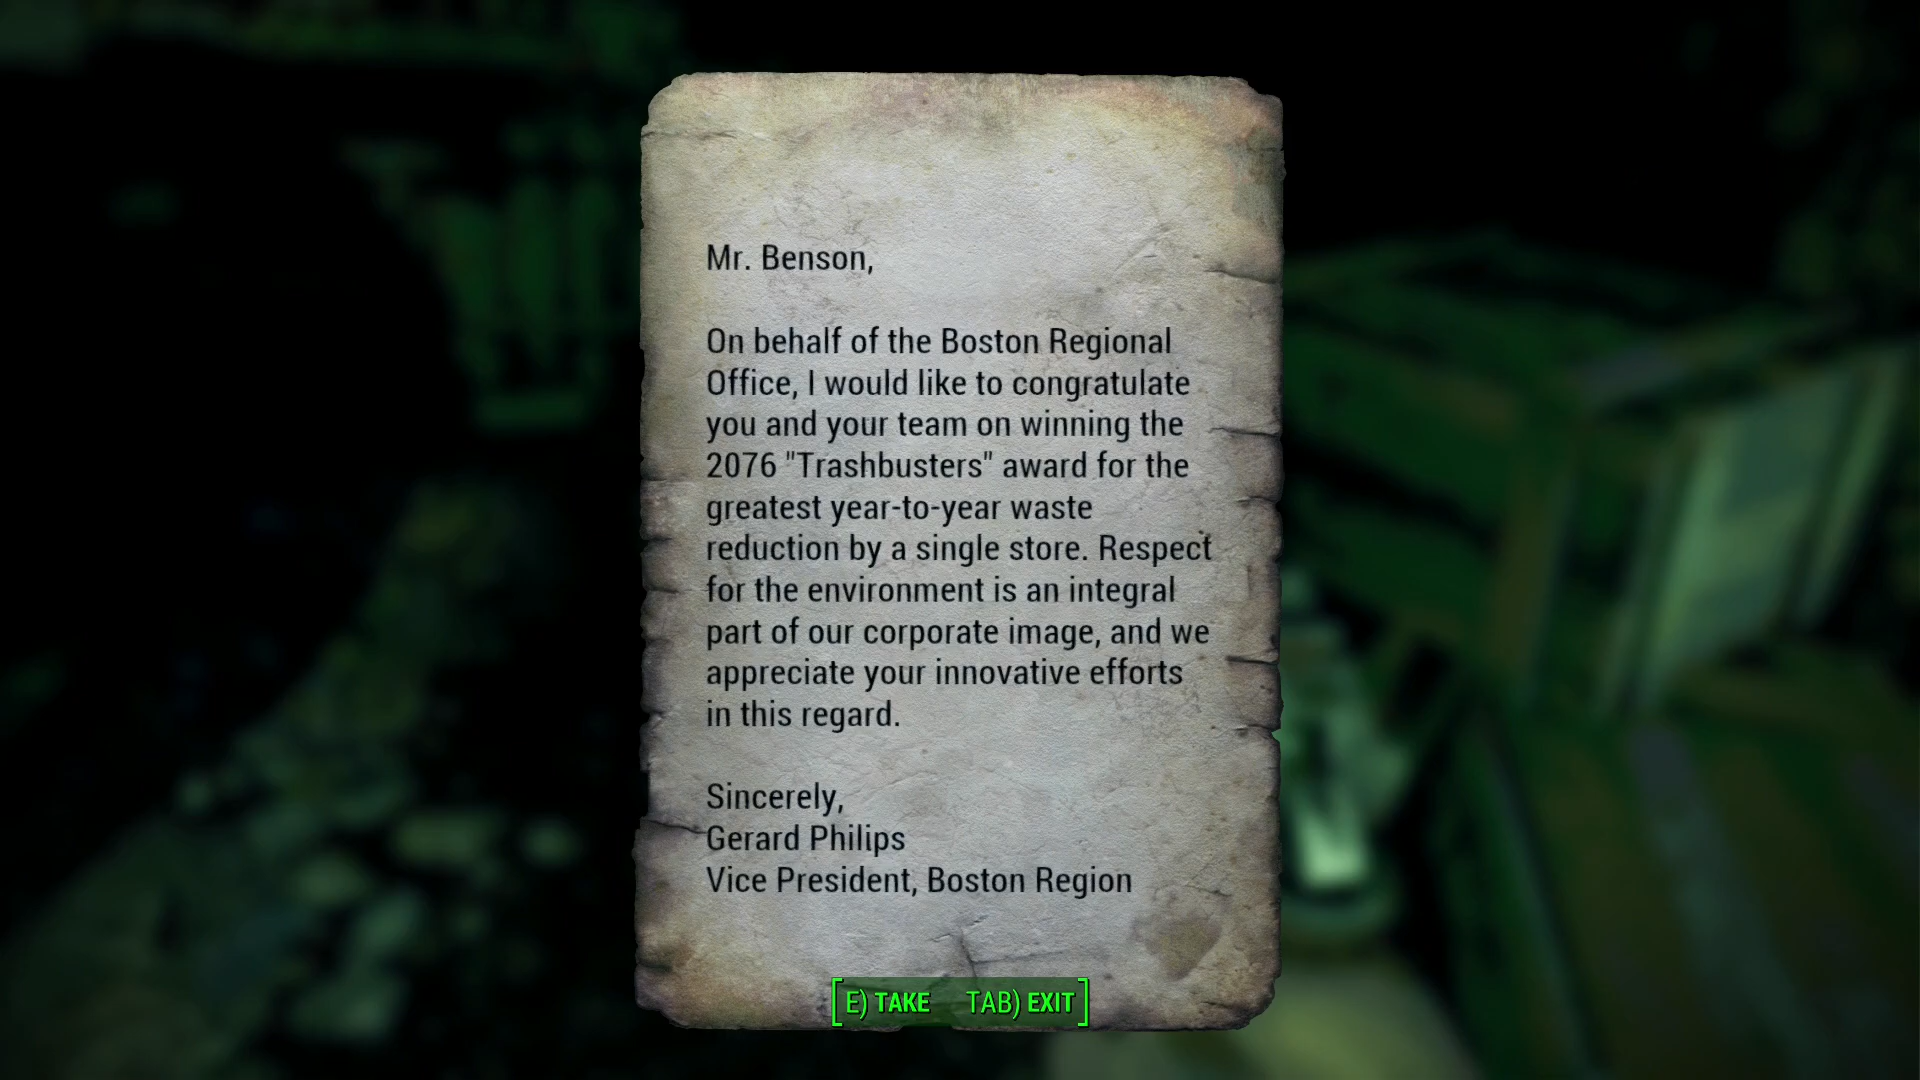 Mr. Benson,
On behalf of the Boston Regional
Office, I would like to congratulate
you and your team on winning the
2076 "Trashbusters" award for the
greatest year-to-year waste
reduction by a single store. Respect
for the environment is an integral
part of our corporate image, and we
appreciate your innovative efforts
in this regard.
Sincerely,
Gerard Philips
Vice President, Boston Region
E) TAKE TAB) EXIT